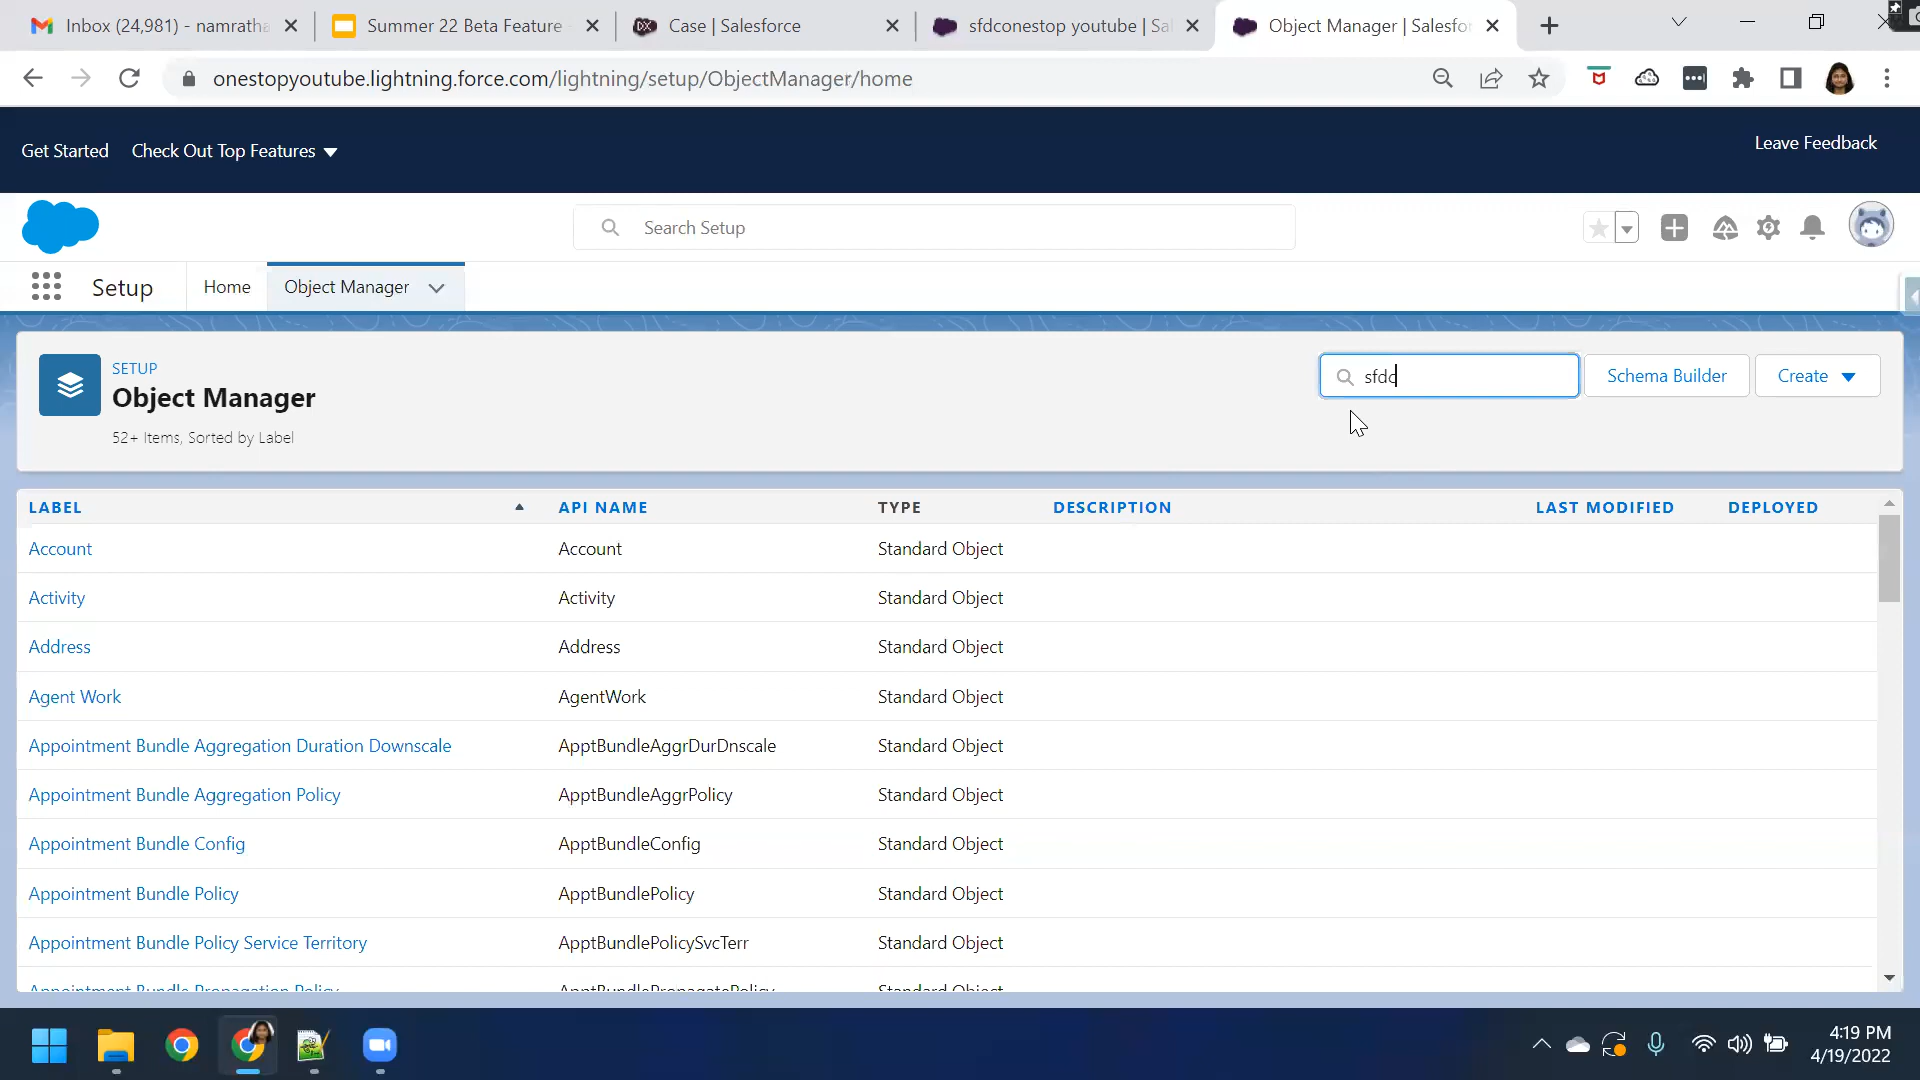 Inbox (24,981) - namratha
Summer 22 Beta Feature
Case | Salesforce
sfdconestop youtube | Sal
Object Manager | Salesfor
onestopyoutube.lightning.force.com/lightning/setup/ObjectManager/home
Get Started
Check Out Top Features
Leave Feedback
Search Setup
Setup
Home
Object Manager
SETUP
Object Manager
52+ Items, Sorted by Label
sfdc
Schema Builder
Create
LABEL API NAME TYPE DESCRIPTION LAST MODIFIED DEPLOYED
Account Account Standard Object
Activity Activity Standard Object
Address Address Standard Object
Agent Work AgentWork Standard Object
Appointment Bundle Aggregation Duration Downscale ApptBundleAggrDurDnscale Standard Object
Appointment Bundle Aggregation Policy ApptBundleAggrPolicy Standard Object
Appointment Bundle Config ApptBundleConfig Standard Object
Appointment Bundle Policy ApptBundlePolicy Standard Object
Appointment Bundle Policy Service Territory ApptBundlePolicySvcTerr Standard Object
Appointment Bundle Propagation Policy ApptBundlePropagatePolicy Standard Object
4:19 PM
4/19/2022